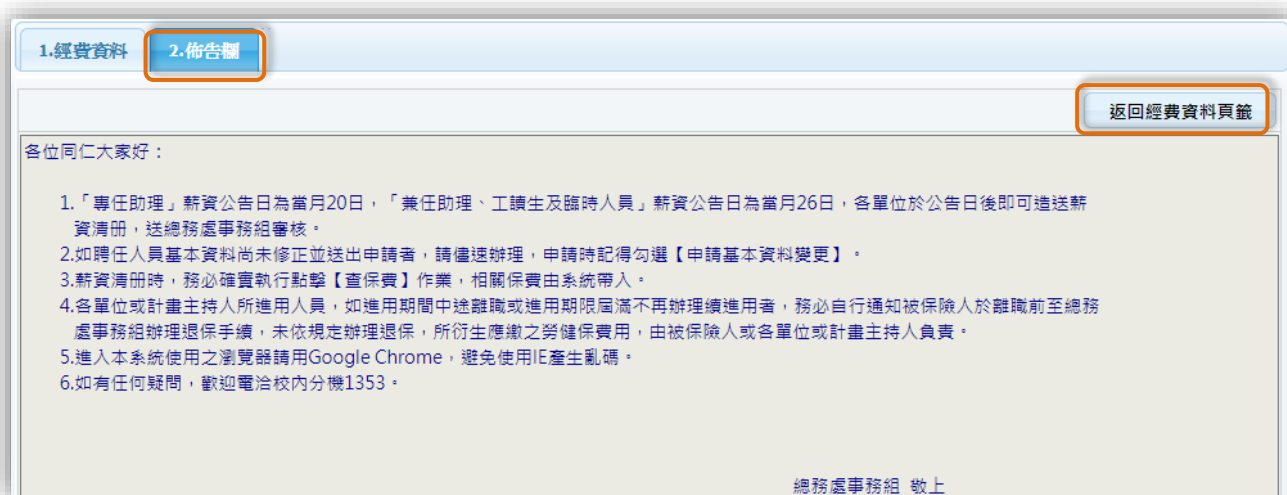 1.經費資料 2.佈告欄
返回經費資料頁籤
各位同仁大家好：
1.「專任助理」薪資公告日為當月20日，「兼任助理、工讀生及臨時人員」薪資公告日為當月26日，各單位於公告日後即可造送薪
資清册，送總務處事務組審核。
2.如聘任人員基本資料尚未修正並送出申請者，請儘速辦理，申請時記得勾選【申請基本資料變更】。
3.薪資清册時，務必確實執行點擊【查保費】作業，相關保費由系統帶入。
4.各單位或計畫主持人所進用人員，如進用期間中途離職或進用期限屆滿不再辦理續進用者，務必自行通知被保險人於離職前至總務
處事務組辦理退保手續，未依規定辦理退保，所衍生應繳之勞健保費用，由被保險人或各單位或計畫主持人負責。
5.進入本系統使用之瀏覽器請用Google Chrome，避免使用IE產生亂碼。
6.如有任何疑問，歡迎電洽校內分機1353。
總務處事務組 敬上